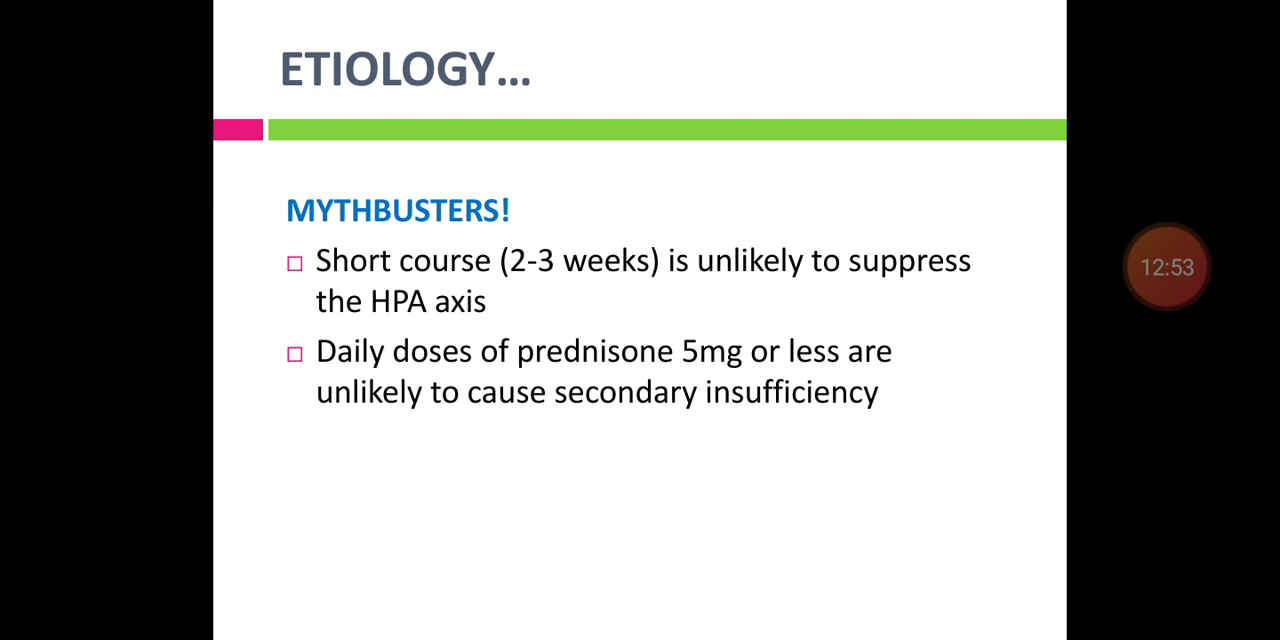 ETIOLOGY...
MYTHBUSTERS!
Short course (2-3 weeks) is unlikely to suppress
the HPA axis
Daily doses of prednisone 5mg or less are
unlikely to cause secondary insufficiency
12:53